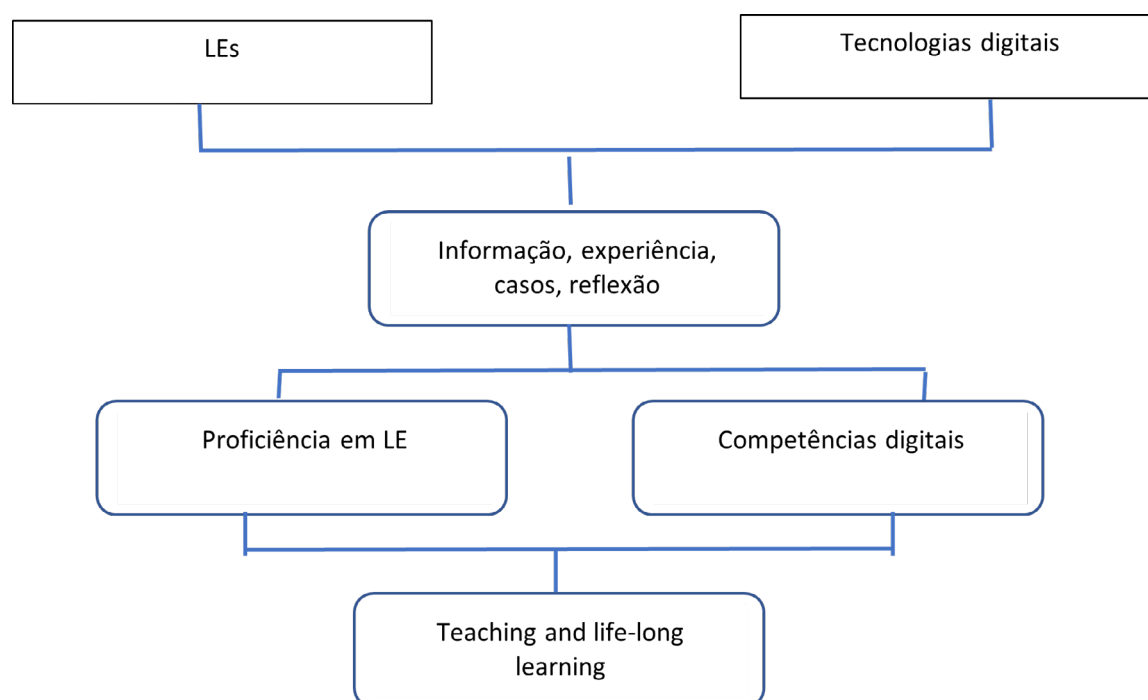 LEs
Tecnologias digitais
Informação, experiência,
casos, reflexão
Proficiência em LE
Competências digitais
Teaching and life-long
learning